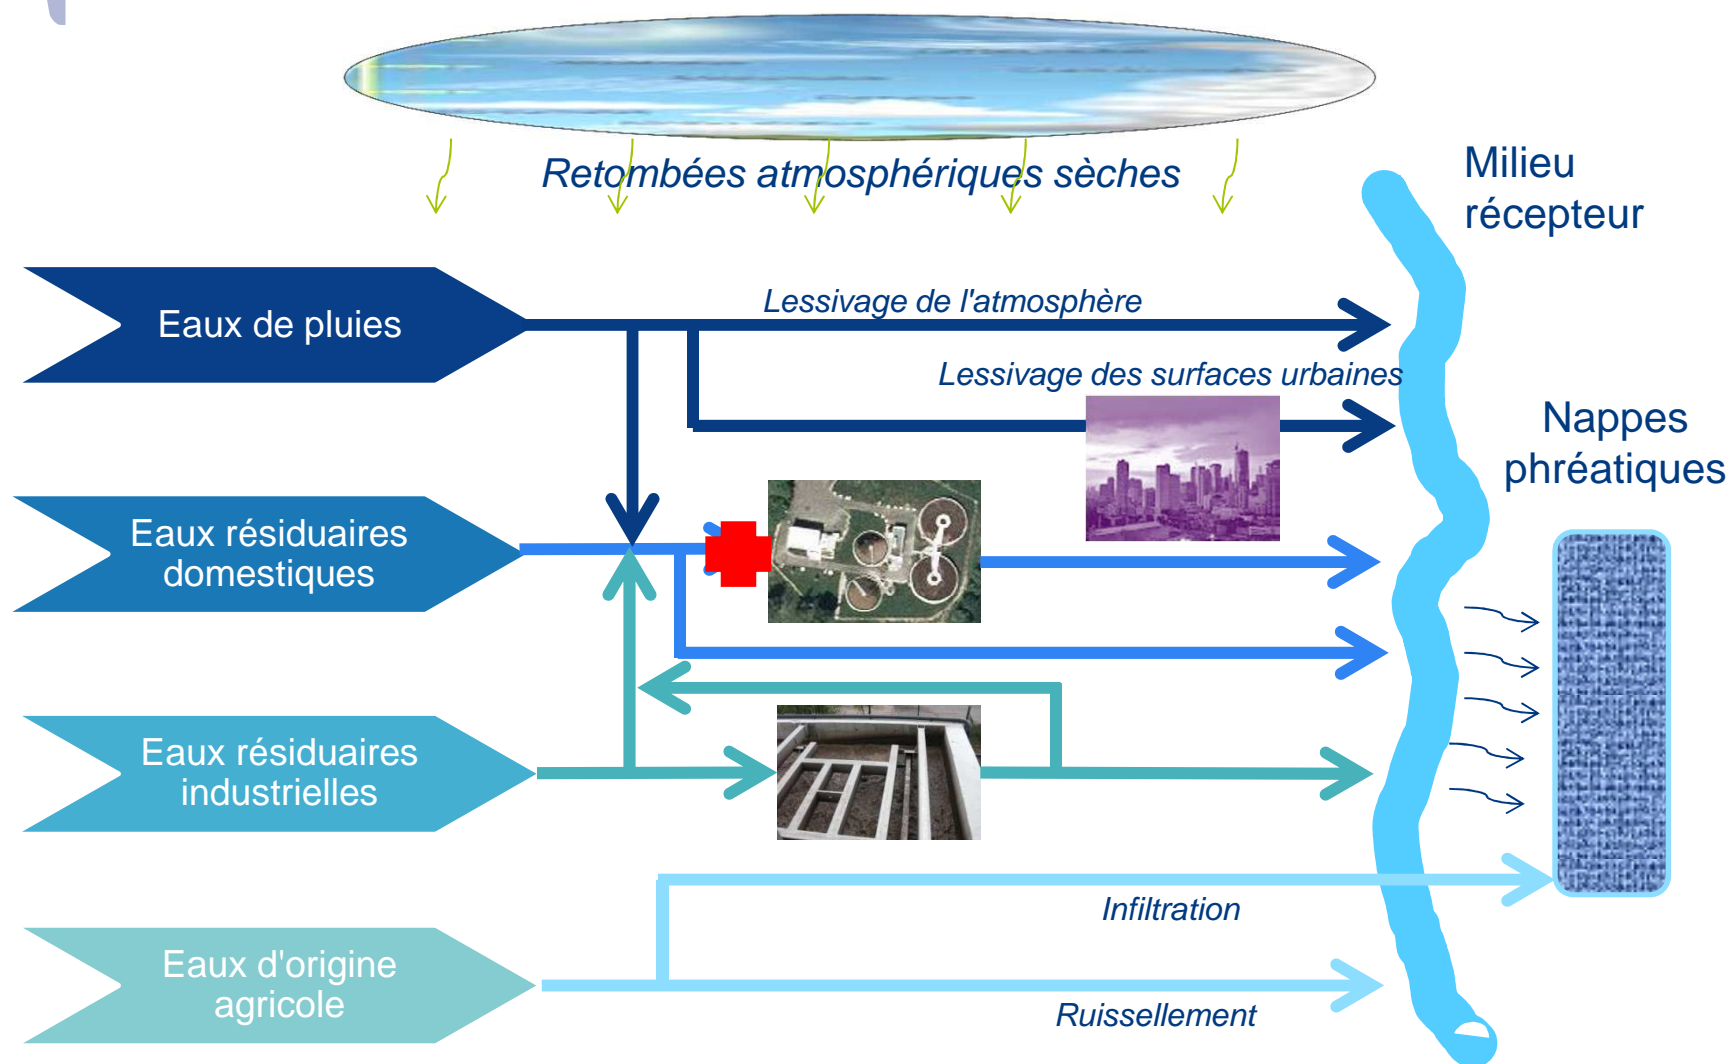 Retombées atmosphériques sèches
Milieu
récepteur
Eaux de pluies
Lessivage de l'atmosphère
Lessivage des surfaces urbaines
Nappes
phréatiques
Eaux résiduaires
domestiques
Eaux résiduaires
industrielles
Infiltration
Eaux d'origine
agricole
Ruissellement